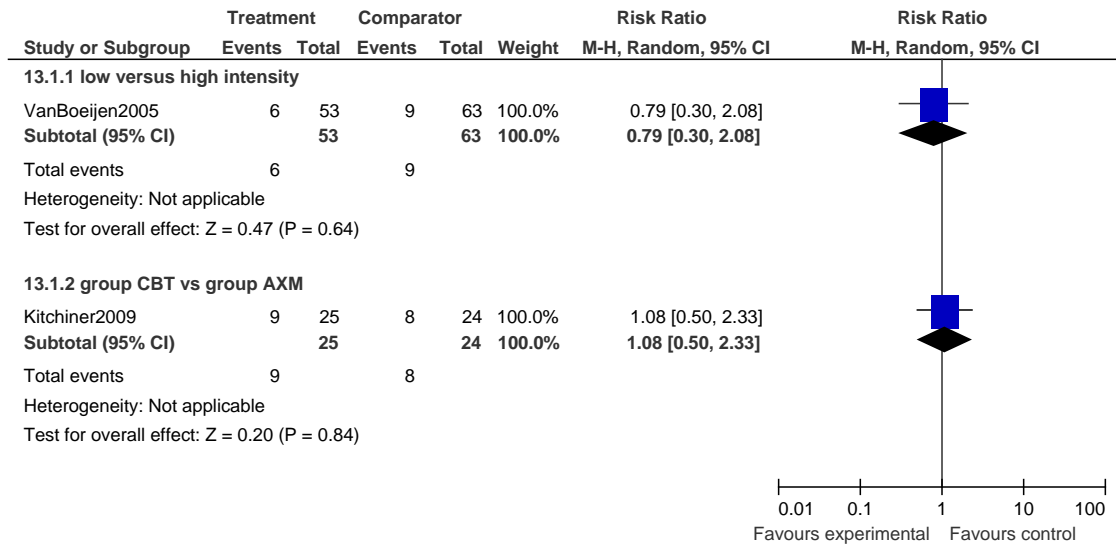 Treatment Comparator Risk Ratio Risk Ratio
Study or Subgroup Events Total Events Total Weight M-H, Random, 95% CI M-H, Random, 95% CI
13.1.1 low versus high intensity
VanBoeijen2005 6 53 9 63 100.0% 0.79 [0.30, 2.08]
Subtotal (95% CI) 53 63 100.0% 0.79 [0.30, 2.08]
Total events 6 9
Heterogeneity: Not applicable
Test for overall effect: Z = 0.47 (P = 0.64)
13.1.2 group CBT vs group AXM
Kitchiner2009 9 25 8 24 100.0% 1.08 [0.50, 2.33]
Subtotal (95% CI) 25 24 100.0% 1.08 [0.50, 2.33]
Total events 9 8
Heterogeneity: Not applicable
Test for overall effect: Z = 0.20 (P = 0.84)
0.01 0.1 1 10 100
Favours experimental Favours control